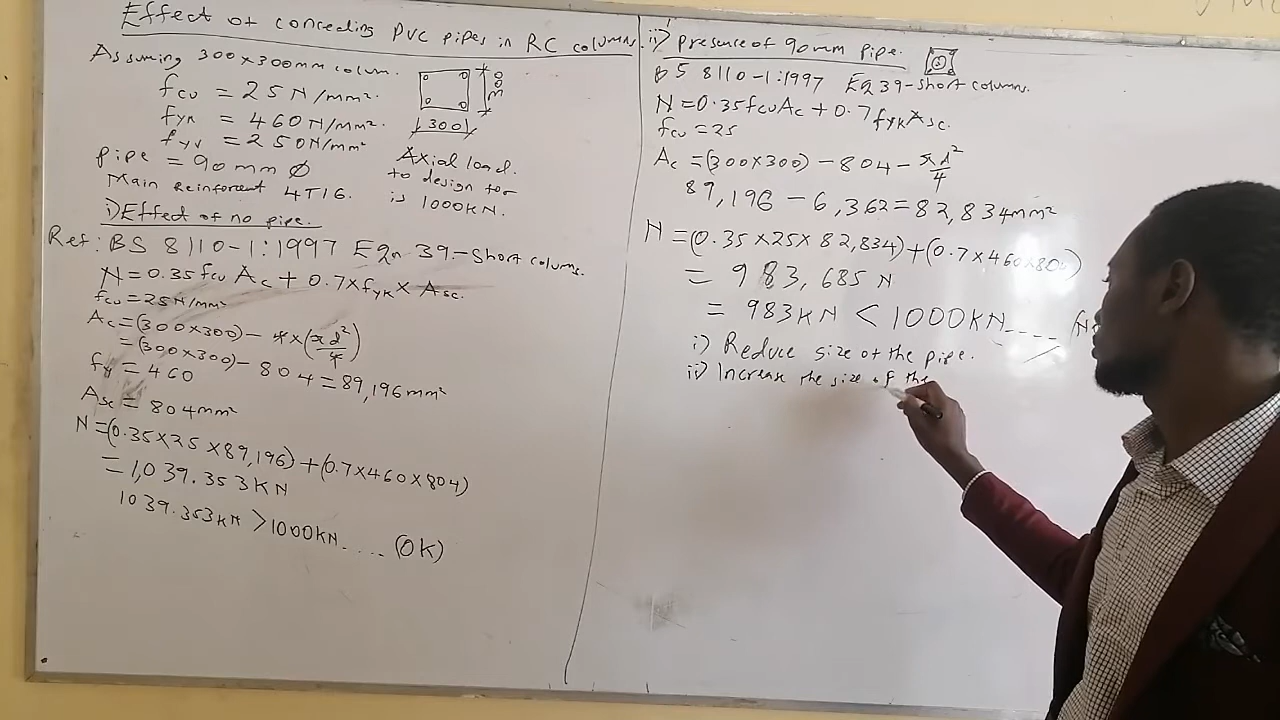 Effect of conceding PVC pipes in RC columns.
Assuming 300x300mm column.
fcu = 25N/mm².
fyk = 460N/mm².
fyv = 250N/mm²
300
300
pipe = 90mm Ø
Main Reinforcent 4T16.
Axial load.
to design for
is 1000KN.
i) Effect of no pipe.
Ref: BS 8110-1:1997 Eqn 39-Short columns.
N=0.35fcu Ac + 0.7xfyKx Asc.
fcu=25N/mm²
Ac=(300x300)- 4x(πd²/4)
=(300x300)- 804=89,196mm²
fy = 460
Asc = 804mm²
N=(0.35x25x89,196)+(0.7x460x804)
=1,039.353KN
1039.353KN >1000KN..... (OK)
ii) presence of 90mm pipe.
BS 8110-1:1997 Eq 39-short columns.
N=0.35fcuAc+0.7fykAsc.
fcu=25
Ac =(300x300)-804-πd²/4
89,196-6,362=82,834mm²
N=(0.35x25x82,834)+(0.7x460x800)
= 983,685 N
= 983KN < 1000KN....
i) Reduce size of the pipe.
ii) Increase the size of the